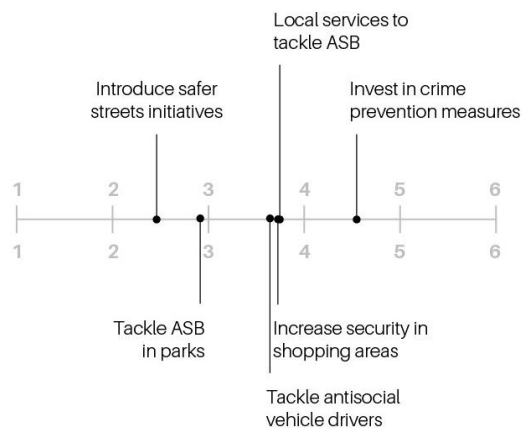 Local services to
tackle ASB
Introduce safer
streets initiatives
Invest in crime
prevention measures
1 2 3 4 5 6
1 2 3 4 5 6
Tackle ASB
in parks
Increase security in
shopping areas
Tackle antisocial
vehicle drivers